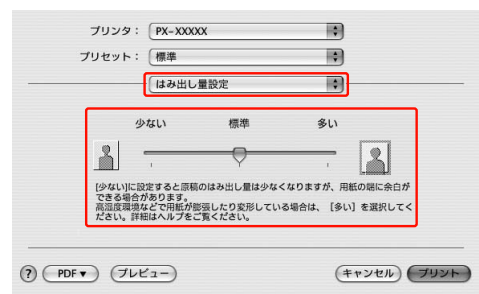 プリンタ： PX-XXXXX
プリセット： 標準
はみ出し量設定
少ない 標準 多い
[少ない]に設定すると原稿のはみ出し量は少なくなりますが、用紙の端に余白が
できる場合があります。
高温度環境などで用紙が膨張したり変形している場合は、［多い］を選択してく
ださい。詳細はヘルプをご覧ください。
? PDF▼ プレビュー キャンセル プリント